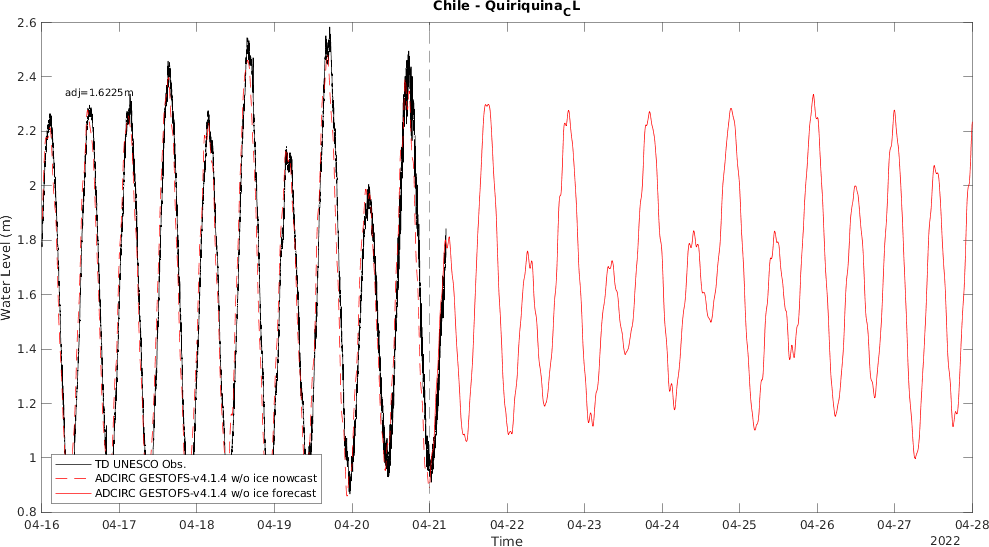 Chile - Quiriquina_CL
2.6
2.4
2.2
2
1.8
1.6
1.4
1.2
1
0.8
Water Level (m)
adj=1.6225m
TD UNESCO Obs.
ADCIRC GESTOFS-v4.1.4 w/o ice nowcast
ADCIRC GESTOFS-v4.1.4 w/o ice forecast
04-16 04-17 04-18 04-19 04-20 04-21 04-22 04-23 04-24 04-25 04-26 04-27 04-28
Time
2022